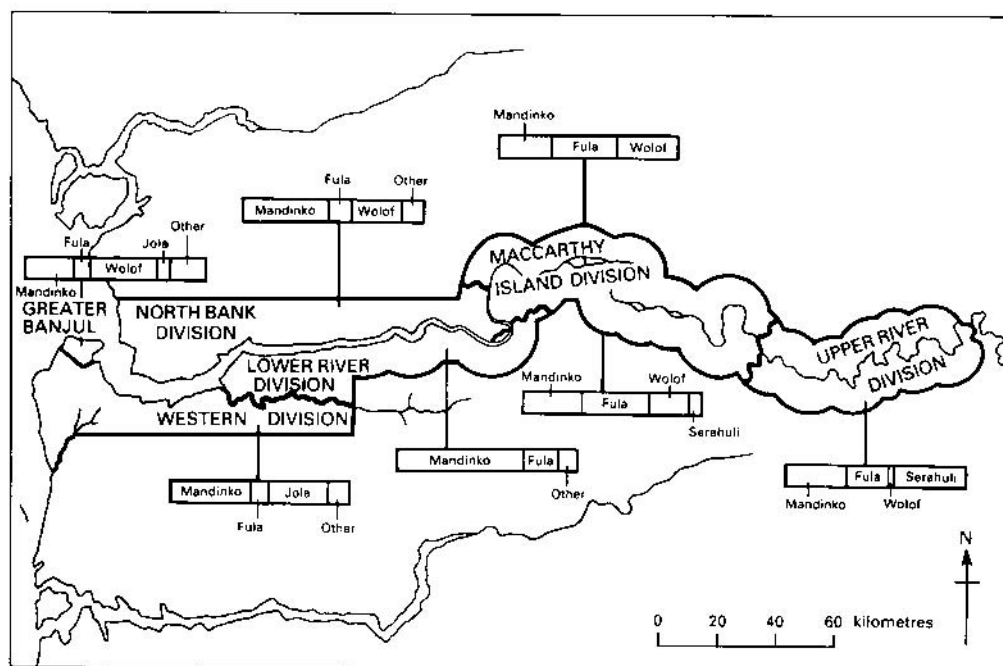 Mandinko
Fula
Wolof
Fula
Other
Mandinko
Wolof
Fula
Jola
Other
Wolof
Mandinko
GREATER
BANJUL
NORTH BANK
DIVISION
MACCARTHY
ISLAND DIVISION
LOWER RIVER
DIVISION
WESTERN DIVISION
UPPER RIVER
DIVISION
Mandinko
Wolof
Fula
Serahuli
Mandinko
Fula
Other
Mandinko
Jola
Fula
Other
Fula
Serahuli
Mandinko
Wolof
N
0 20 40 60 kilometres